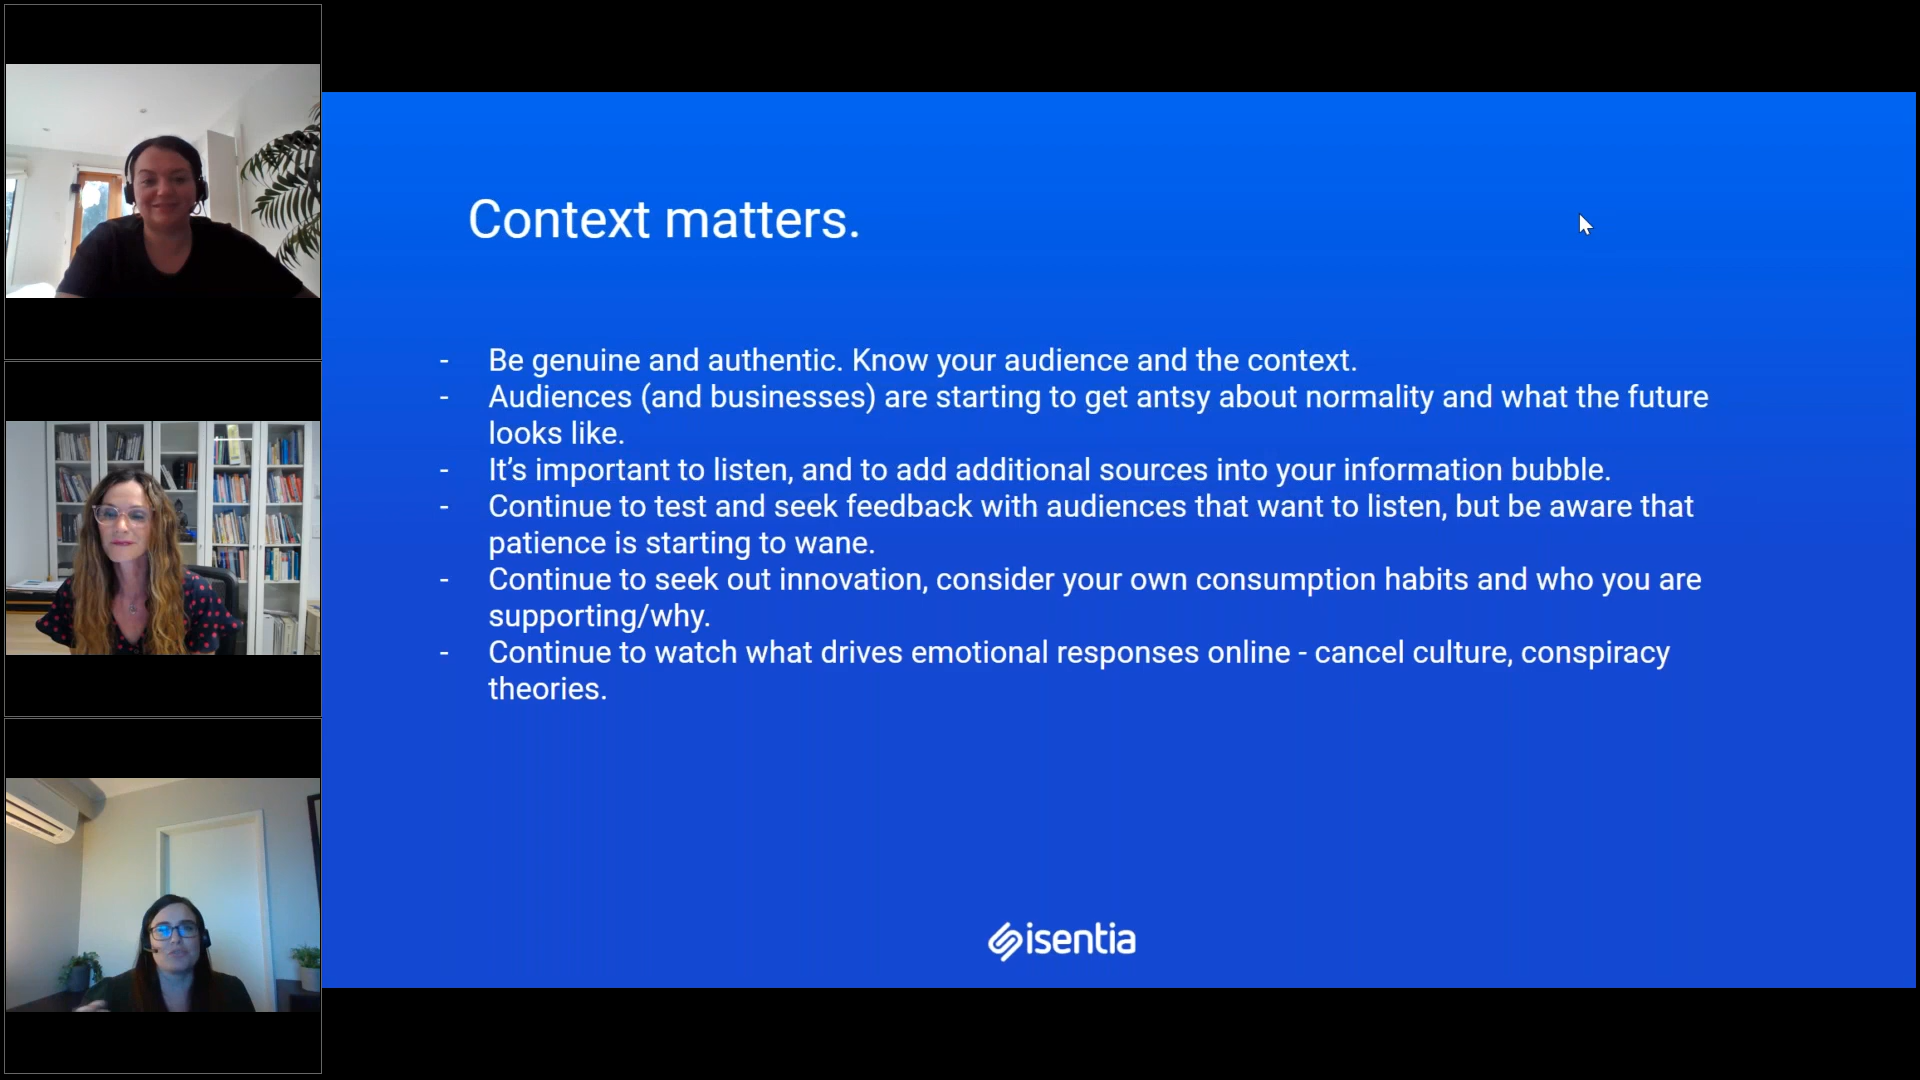 Context matters.
- Be genuine and authentic. Know your audience and the context.
- Audiences (and businesses) are starting to get antsy about normality and what the future
looks like.
- It’s important to listen, and to add additional sources into your information bubble.
- Continue to test and seek feedback with audiences that want to listen, but be aware that
patience is starting to wane.
- Continue to seek out innovation, consider your own consumption habits and who you are
supporting/why.
- Continue to watch what drives emotional responses online - cancel culture, conspiracy
theories.
isentia